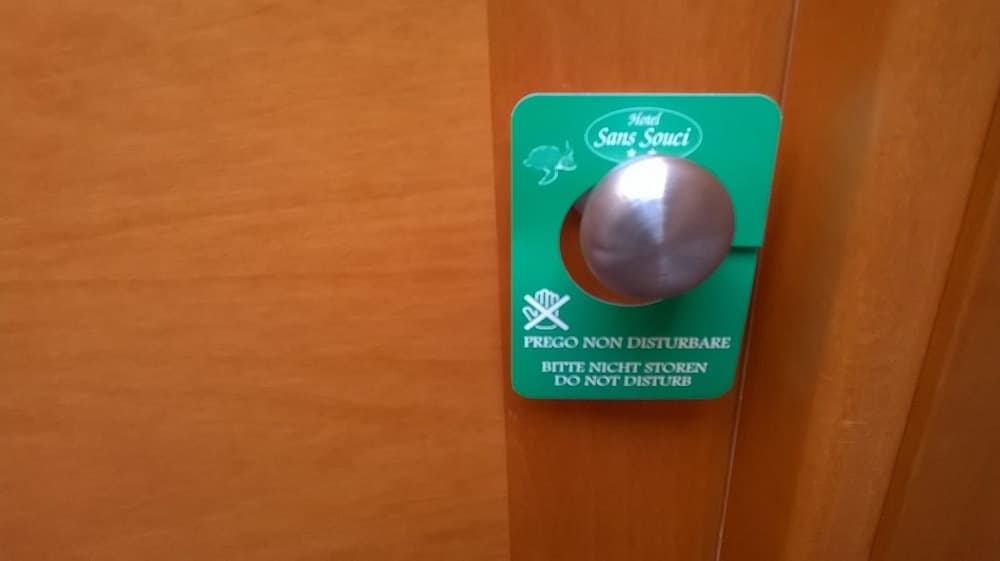 Hotel
Sans Souci
PREGO NON DISTURBARE
BITTE NICHT STOREN
DO NOT DISTURB